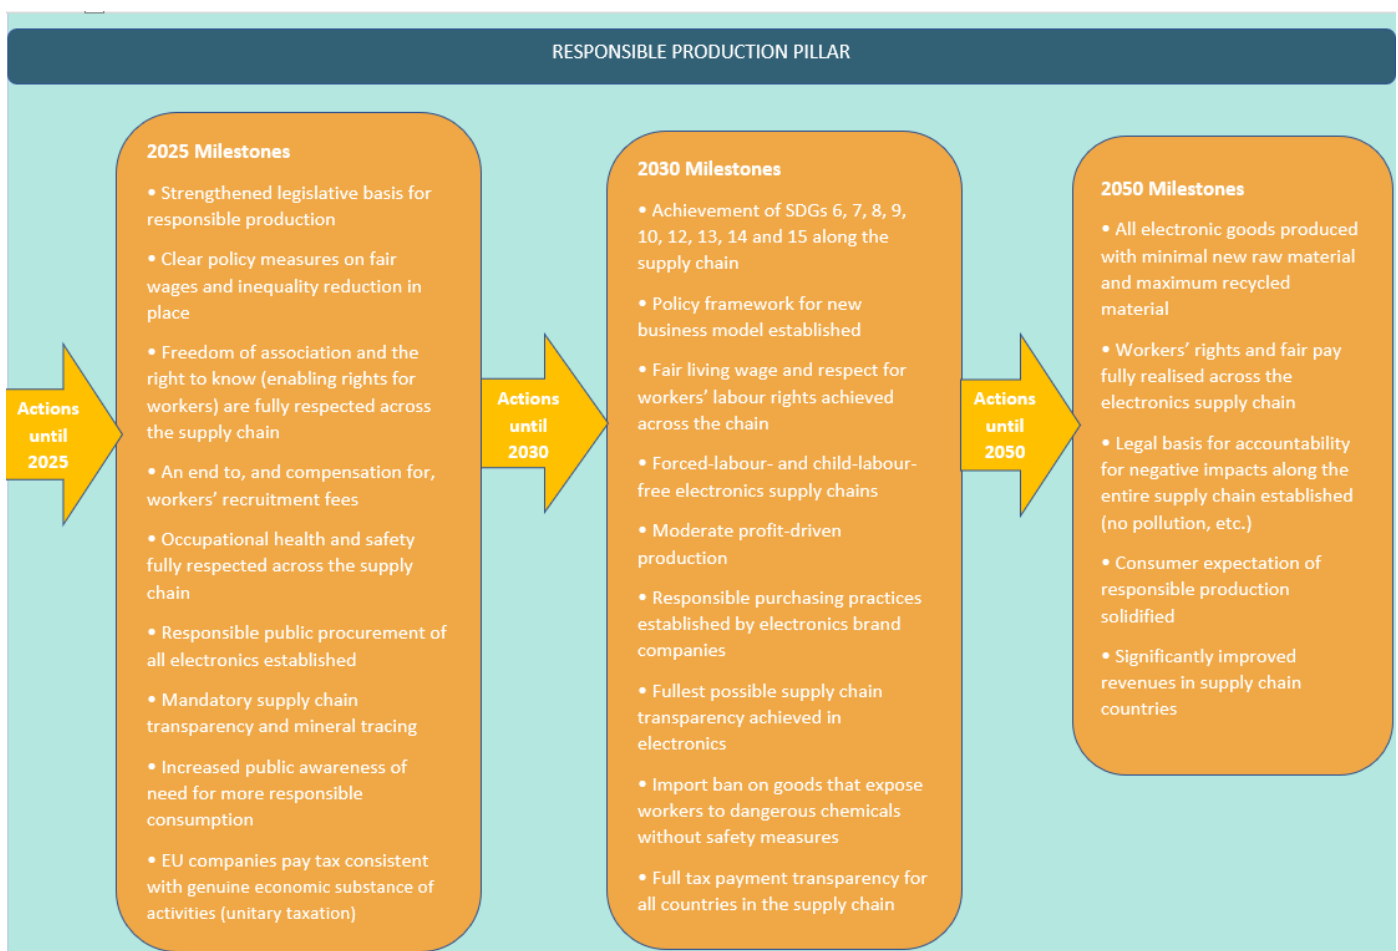 RESPONSIBLE PRODUCTION PILLAR
Actions
until
2025
2025 Milestones
• Strengthened legislative basis for
responsible production
• Clear policy measures on fair
wages and inequality reduction in
place
• Freedom of association and the
right to know (enabling rights for
workers) are fully respected across
the supply chain
• An end to, and compensation for,
workers’ recruitment fees
• Occupational health and safety
fully respected across the supply
chain
• Responsible public procurement of
all electronics established
• Mandatory supply chain
transparency and mineral tracing
• Increased public awareness of
need for more responsible
consumption
• EU companies pay tax consistent
with genuine economic substance of
activities (unitary taxation)
Actions
until
2030
2030 Milestones
• Achievement of SDGs 6, 7, 8, 9,
10, 12, 13, 14 and 15 along the
supply chain
• Policy framework for new
business model established
• Fair living wage and respect for
workers’ labour rights achieved
across the chain
• Forced-labour- and child-labour-
free electronics supply chains
• Moderate profit-driven
production
• Responsible purchasing practices
established by electronics brand
companies
• Fullest possible supply chain
transparency achieved in
electronics
• Import ban on goods that expose
workers to dangerous chemicals
without safety measures
• Full tax payment transparency for
all countries in the supply chain
Actions
until
2050
2050 Milestones
• All electronic goods produced
with minimal new raw material
and maximum recycled
material
• Workers’ rights and fair pay
fully realised across the
electronics supply chain
• Legal basis for accountability
for negative impacts along the
entire supply chain established
(no pollution, etc.)
• Consumer expectation of
responsible production
solidified
• Significantly improved
revenues in supply chain
countries